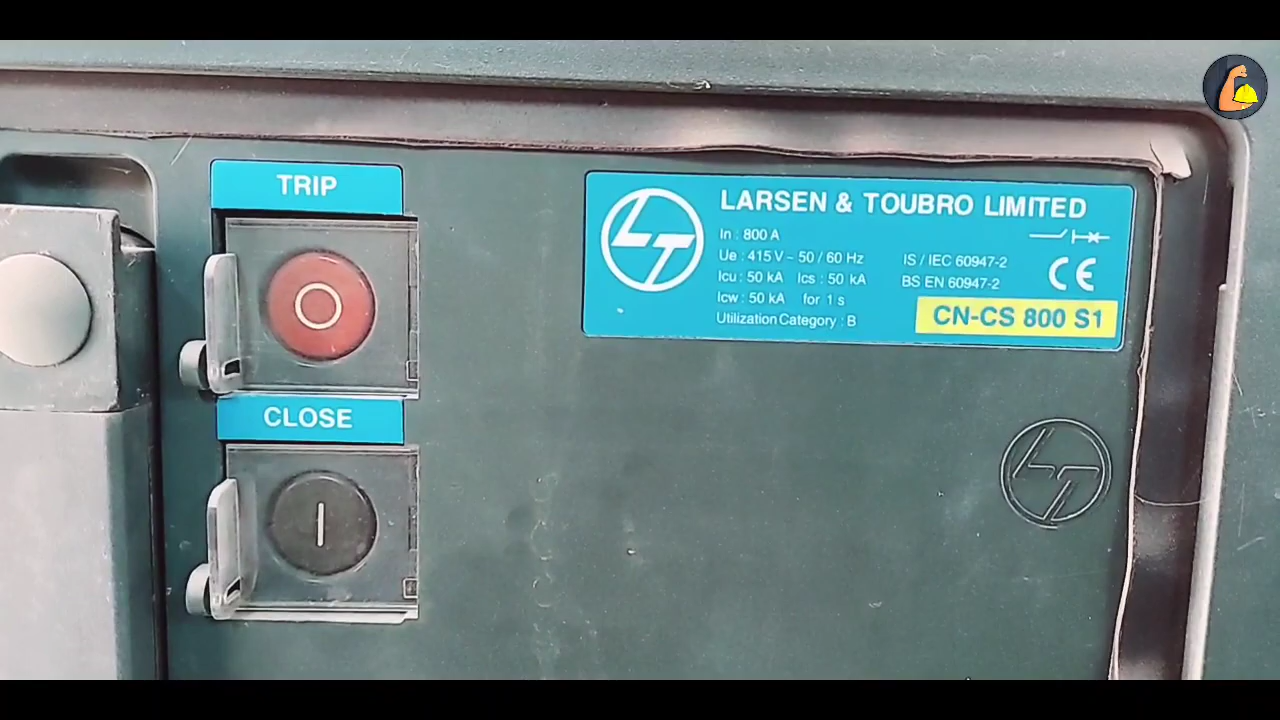 TRIP
CLOSE
LT
LARSEN & TOUBRO LIMITED
In : 800 A
Ue : 415 V ~ 50 / 60 Hz
Icu : 50 kA Ics : 50 kA
Icw : 50 kA for 1 s
Utilization Category : B
IS / IEC 60947-2
BS EN 60947-2
CE
CN-CS 800 S1
LT